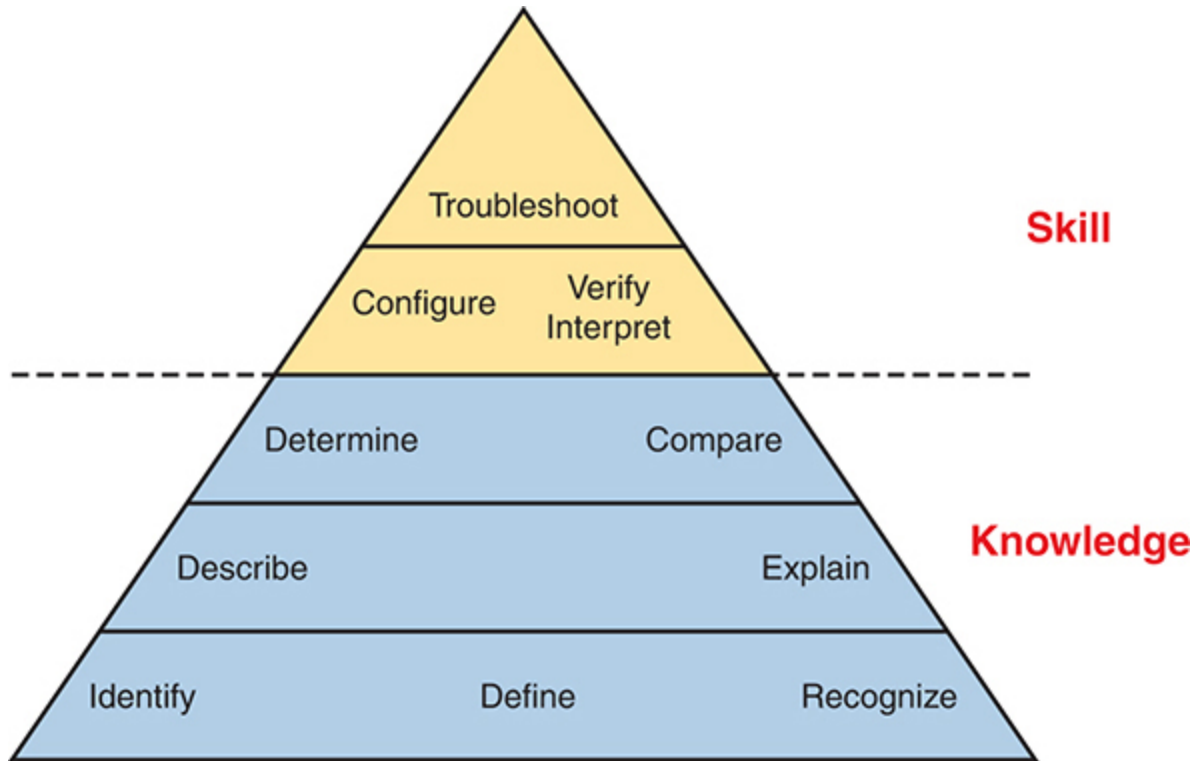 Troubleshoot
Skill
Configure
Verify
Interpret
Determine
Compare
Knowledge
Describe
Explain
Identify
Define
Recognize